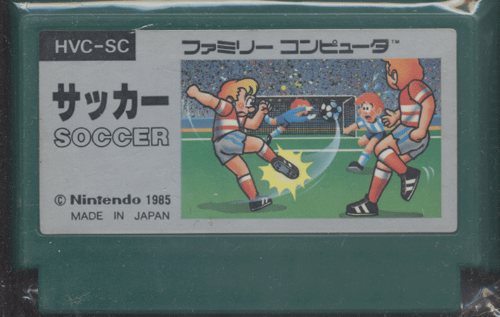 HVC-SC
ファミリー コンピュータ™
サッカー
SOCCER
© Nintendo 1985
MADE IN JAPAN